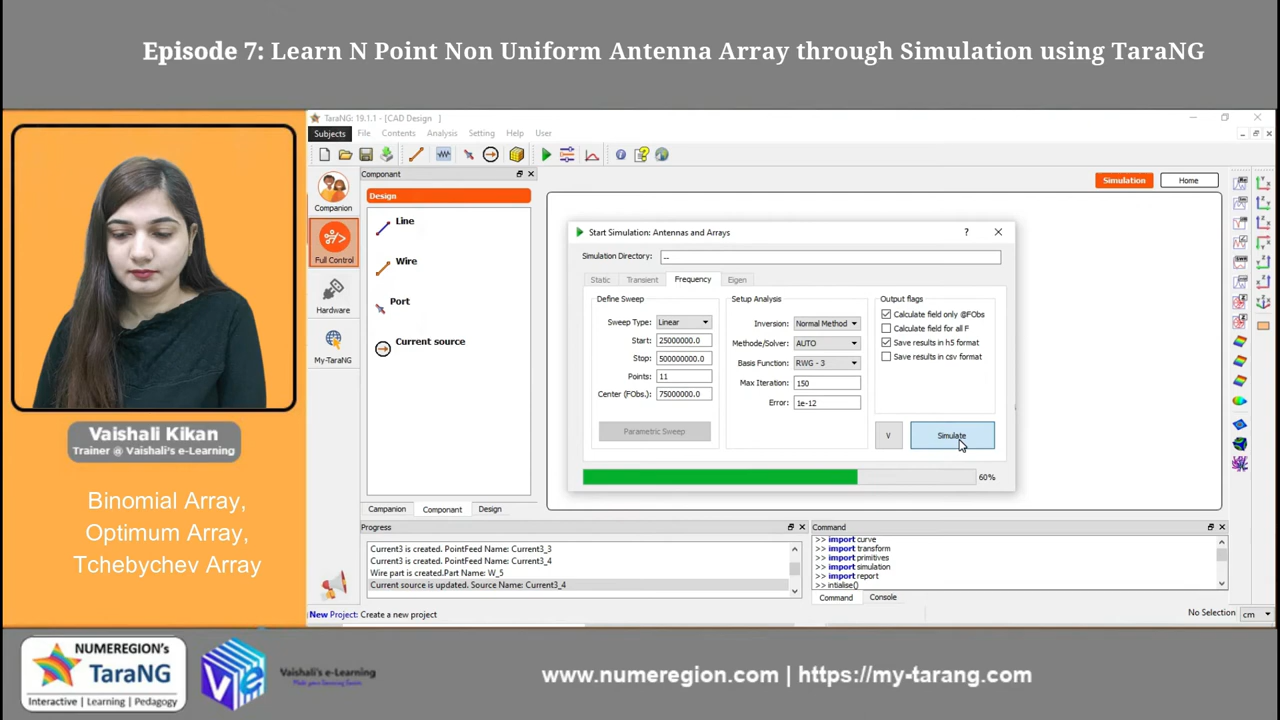 Episode 7: Learn N Point Non Uniform Antenna Array through Simulation using TaraNG
TaraNG: 19.1.1 - [CAD Design ]
Subjects File Contents Analysis Setting Help User
Companion
Full Control
Hardware
My-TaraNG
Componant
Design
Line
Wire
Port
Current source
Campanion Component Design
Simulation Home
Start Simulation: Antennas and Arrays ?
Simulation Directory: --
Static Transient Frequency Eigen
Define Sweep
Sweep Type: Linear
Start: 25000000.0
Stop: 500000000.0
Points: 11
Center (FObs.): 75000000.0
Parametric Sweep
Setup Analysis
Inversion: Normal Method
Methode/Solver: AUTO
Basis Function: RWG - 3
Max Iteration: 150
Error: 1e-12
Output flags
Calculate field only @FObs
Calculate field for all F
Save results in h5 format
Save results in csv format
V Simulate
60%
Progress
Current3 is created. PointFeed Name: Current3_3
Current3 is created. PointFeed Name: Current3_4
Wire part is created.Part Name: W_5
Current source is updated. Source Name: Current3_4
Command
>> import curve
>> import transform
>> import primitives
>> import simulation
>> import report
>> intialise()
Command Console
New Project: Create a new project
No Selection cm
Vaishali Kikan
Trainer @ Vaishali's e-Learning
Binomial Array,
Optimum Array,
Tchebychev Array
NUMEREGION'S
TaraNG
Interactive | Learning | Pedagogy
Vaishali's e-Learning
www.numeregion.com | https://my-tarang.com